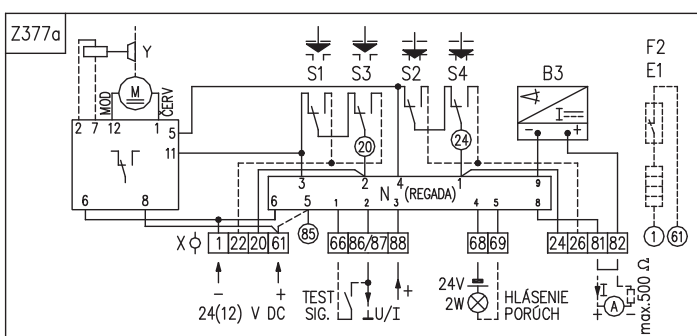 Z377a
Y
M
MOD
ČERV
2 7 12 1
5
11
6 8
S1 S3 S2 S4
20
24
B3
I
- +
F2
E1
3 2 4 1 9
N (REGADA)
6 5 1 2 3 4 5 8
X 1 22 20 61
85
66 86/87 88
68 69
24 26 81 82
1 61
- +
24(12) V DC
TEST
SIG.
U/I
+
24V
2W
HLÁSENIE
PORÚCH
I
A
+ -
max.500 Ω